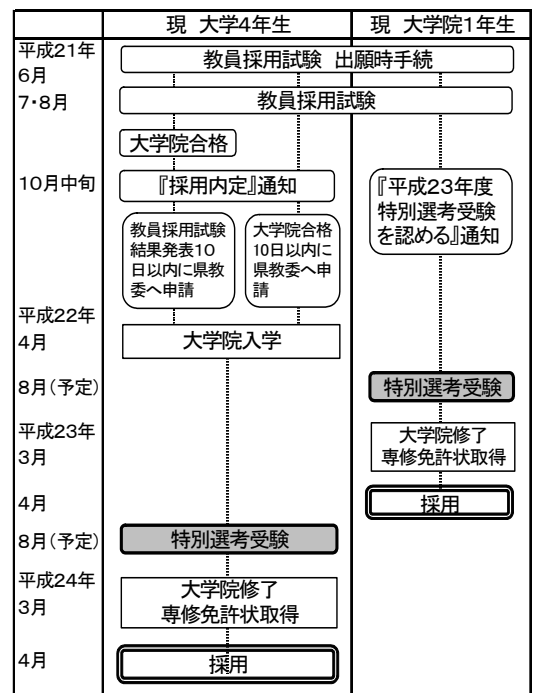 現 大学4年生 現 大学院1年生
平成21年
6月
教員採用試験 出願時手続
7・8月
教員採用試験
大学院合格
10月中旬
『採用内定』通知
『平成23年度
特別選考受験
を認める』通知
教員採用試験
結果発表10
日以内に県教
委へ申請
大学院合格
10日以内に
県教委へ申
請
平成22年
4月
大学院入学
8月(予定)
特別選考受験
平成23年
3月
大学院修了
専修免許状取得
4月
採用
8月(予定)
特別選考受験
平成24年
3月
大学院修了
専修免許状取得
4月
採用